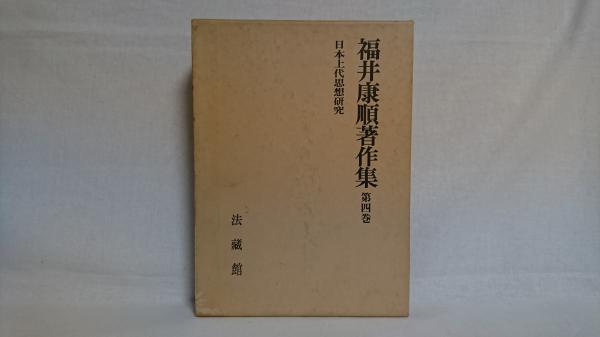 福井康順著作集 第四巻
日本上代思想研究
法藏館